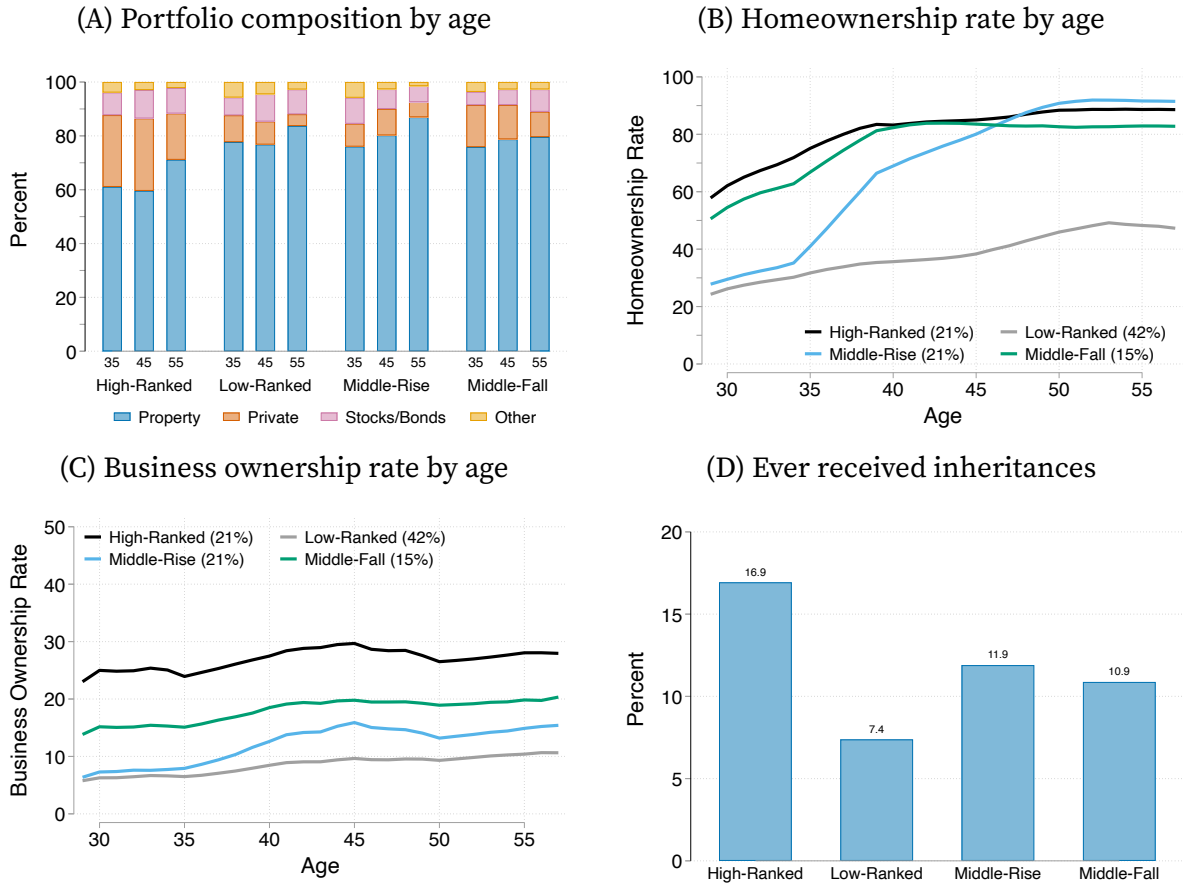 (A) Portfolio composition by age
Percent
100
80
60
40
20
0
35 45 55 35 45 55 35 45 55 35 45 55
High-Ranked Low-Ranked Middle-Rise Middle-Fall
Property Private Stocks/Bonds Other
(B) Homeownership rate by age
Homeownership Rate
100
80
60
40
20
0
High-Ranked (21%) Low-Ranked (42%)
Middle-Rise (21%) Middle-Fall (15%)
30 35 40 45 50 55
Age
(C) Business ownership rate by age
Business Ownership Rate
50
40
30
20
10
0
High-Ranked (21%) Low-Ranked (42%)
Middle-Rise (21%) Middle-Fall (15%)
30 35 40 45 50 55
Age
(D) Ever received inheritances
Percent
20
15
10
5
0
16.9
7.4
11.9
10.9
High-Ranked Low-Ranked Middle-Rise Middle-Fall